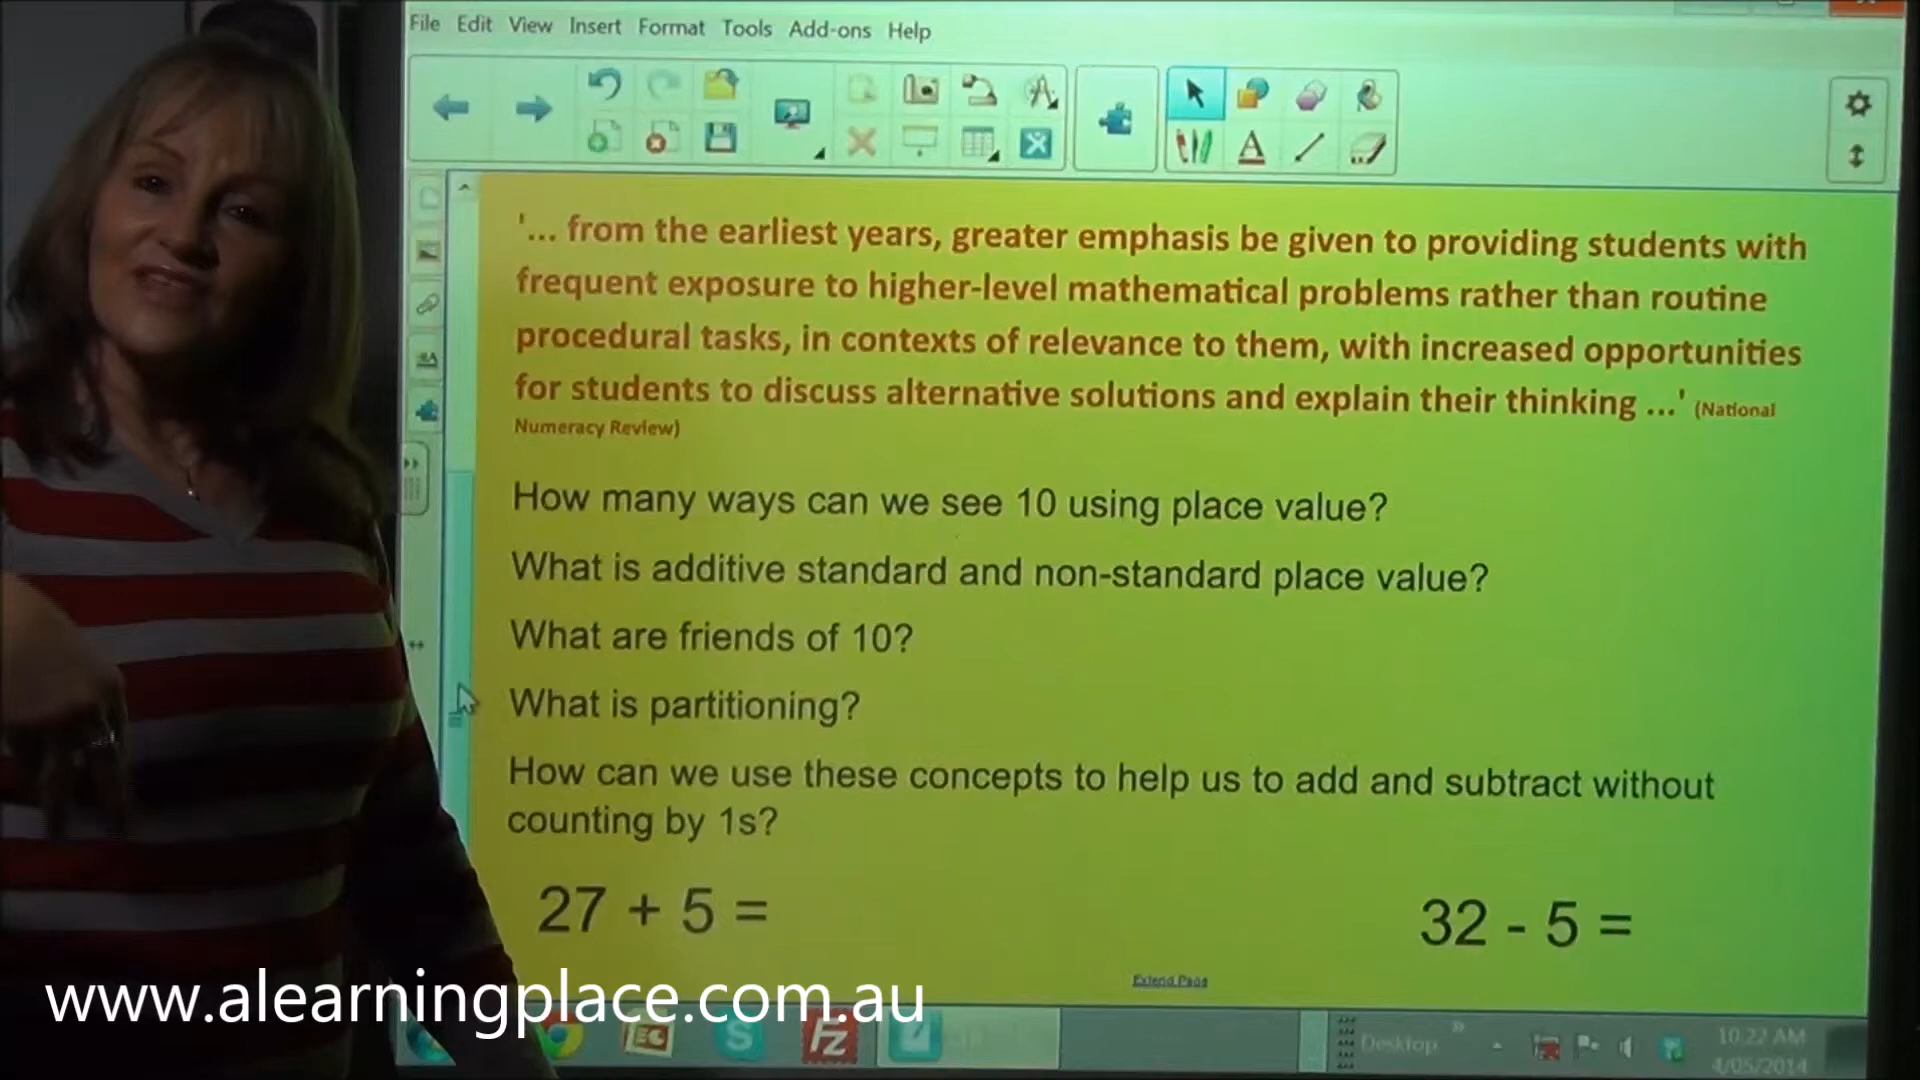 File Edit View Insert Format Tools Add-ons Help
'... from the earliest years, greater emphasis be given to providing students with
frequent exposure to higher-level mathematical problems rather than routine
procedural tasks, in contexts of relevance to them, with increased opportunities
for students to discuss alternative solutions and explain their thinking ...' (National
Numeracy Review)
How many ways can we see 10 using place value?
What is additive standard and non-standard place value?
What are friends of 10?
What is partitioning?
How can we use these concepts to help us to add and subtract without
counting by 1s?
27 + 5 =
32 - 5 =
Extend Page
www.alearningplace.com.au
Fz
Desktop
10:22 AM
4/05/2014